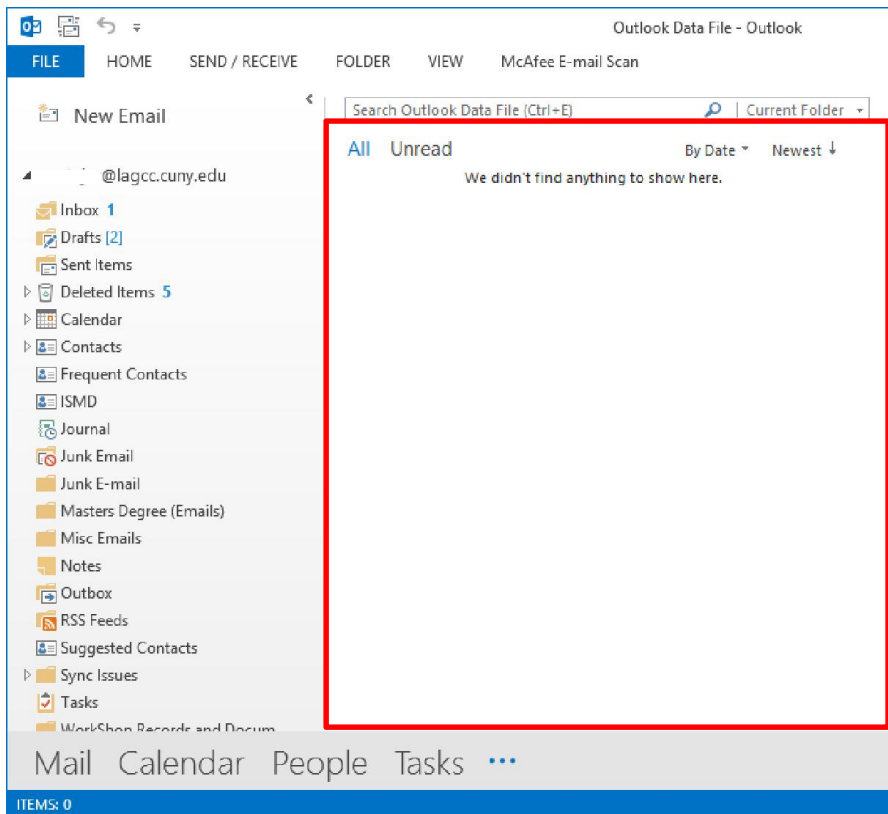 Outlook Data File - Outlook
FILE HOME SEND / RECEIVE FOLDER VIEW McAfee E-mail Scan
New Email
Search Outlook Data File (Ctrl+E) Current Folder
All Unread By Date Newest ↓
We didn't find anything to show here.
@lagcc.cuny.edu
Inbox 1
Drafts [2]
Sent Items
Deleted Items 5
Calendar
Contacts
Frequent Contacts
ISMD
Journal
Junk Email
Junk E-mail
Masters Degree (Emails)
Misc Emails
Notes
Outbox
RSS Feeds
Suggested Contacts
Sync Issues
Tasks
WorkShop Records and Docum
Mail Calendar People Tasks •••
ITEMS: 0